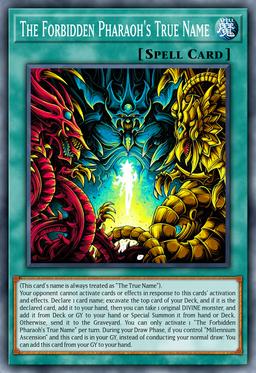 The Forbidden Pharaoh's True Name
[Spell Card]
(This card's name is always treated as "The True Name").
Your opponent cannot activate cards or effects in response to this cards' activation
and effects. Declare 1 card name; excavate the top card of your Deck, and if it is the
declared card, add it to your hand, then you can take 1 original DIVINE monster, and
add it from Deck or GY to your hand or Special Summon it from hand or Deck.
Otherwise, send it to the Graveyard. You can only activate 1 "The Forbidden
Pharaoh's True Name" per turn. During your Draw Phase, if you control "Millennium
Ascension" and this card is in your GY, instead of conducting your normal draw: You
can add this card from your GY to your hand.